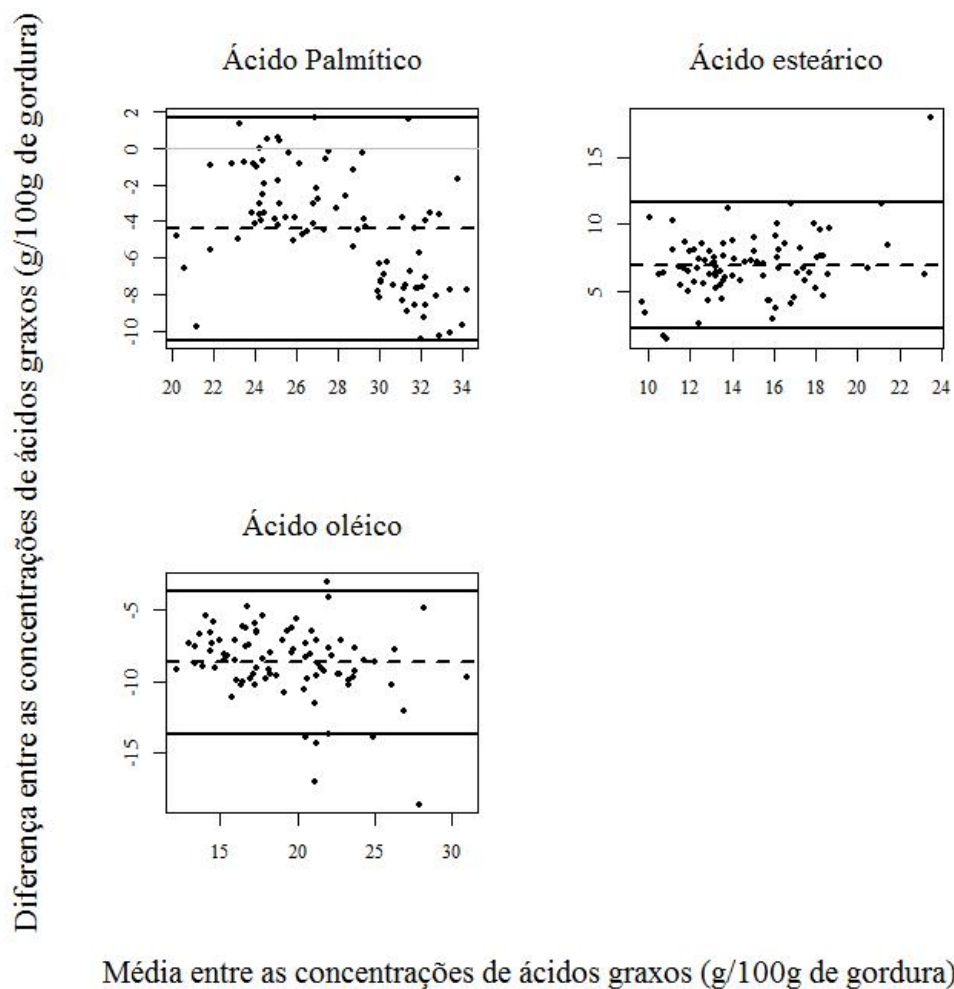 Diferença entre as concentrações de ácidos graxos (g/100g de gordura)
Ácido Palmítico
2
0
-2
-4
-6
-8
-10
20 22 24 26 28 30 32 34
Ácido esteárico
15
10
5
10 12 14 16 18 20 22 24
Ácido oléico
-5
-10
-15
15 20 25 30
Média entre as concentrações de ácidos graxos (g/100g de gordura)